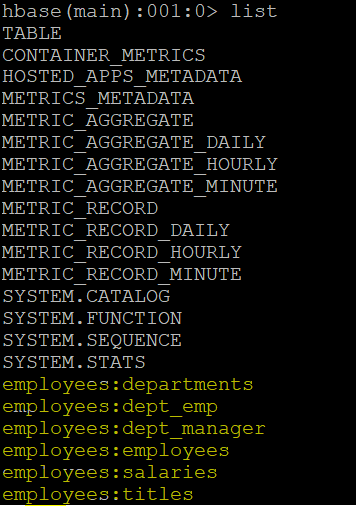 hbase(main):001:0> list
TABLE
CONTAINER_METRICS
HOSTED_APPS_METADATA
METRICS_METADATA
METRIC_AGGREGATE
METRIC_AGGREGATE_DAILY
METRIC_AGGREGATE_HOURLY
METRIC_AGGREGATE_MINUTE
METRIC_RECORD
METRIC_RECORD_DAILY
METRIC_RECORD_HOURLY
METRIC_RECORD_MINUTE
SYSTEM.CATALOG
SYSTEM.FUNCTION
SYSTEM.SEQUENCE
SYSTEM.STATS
employees:departments
employees:dept_emp
employees:dept_manager
employees:employees
employees:salaries
employees:titles